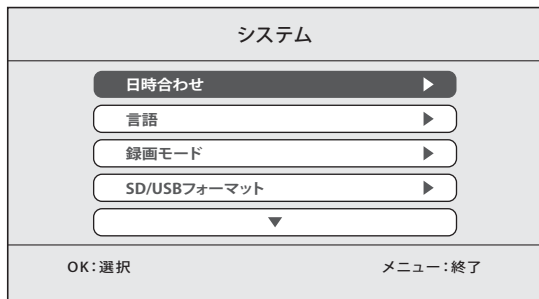 システム
日時合わせ
言語
録画モード
SD/USBフォーマット
OK：選択 メニュー：終了